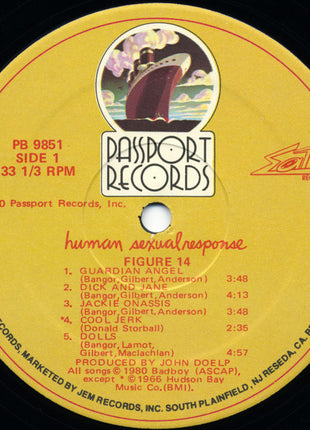 PASSPORT
RECORDS
PB 9851
SIDE 1
33 1/3 RPM
0 Passport Records, Inc.
human sexual response
FIGURE 14
1. GUARDIAN ANGEL
(Bangor, Gilbert, Anderson) 3:48
2. DICK AND JANE
(Bangor, Gilbert, Anderson) 4:13
3. JACKIE ONASSIS
(Bangor, Gilbert, Anderson) 3:48
*4. COOL JERK
(Donald Storball) 2:35
5. DOLLS
(Bangor, Lamot,
Gilbert, Maclachlan) 4:57
PRODUCED BY JOHN DOELP
All songs © 1980 Badboy (ASCAP),
except * © 1966 Hudson Bay
Music Co.(BMI).
RECORDS, MARKETED BY JEM RECORDS, INC. SOUTH PLAINFIELD, NJ RESEDA, CA.